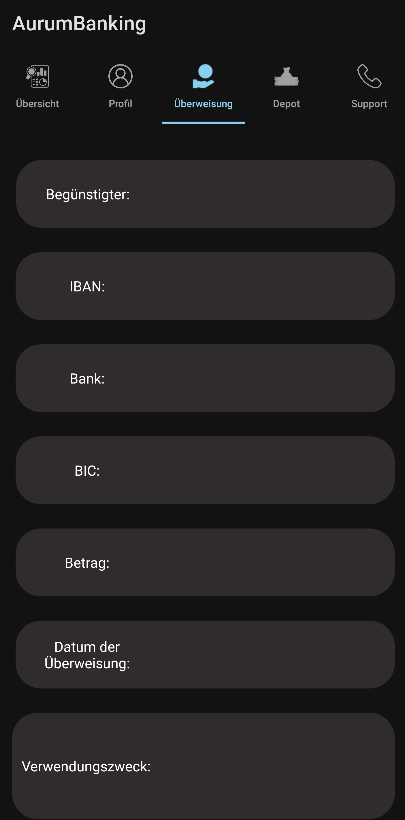 AurumBanking
Übersicht
Profil
Überweisung
Depot
Support
Begünstigter:
IBAN:
Bank:
BIC:
Betrag:
Datum der
Überweisung:
Verwendungszweck: